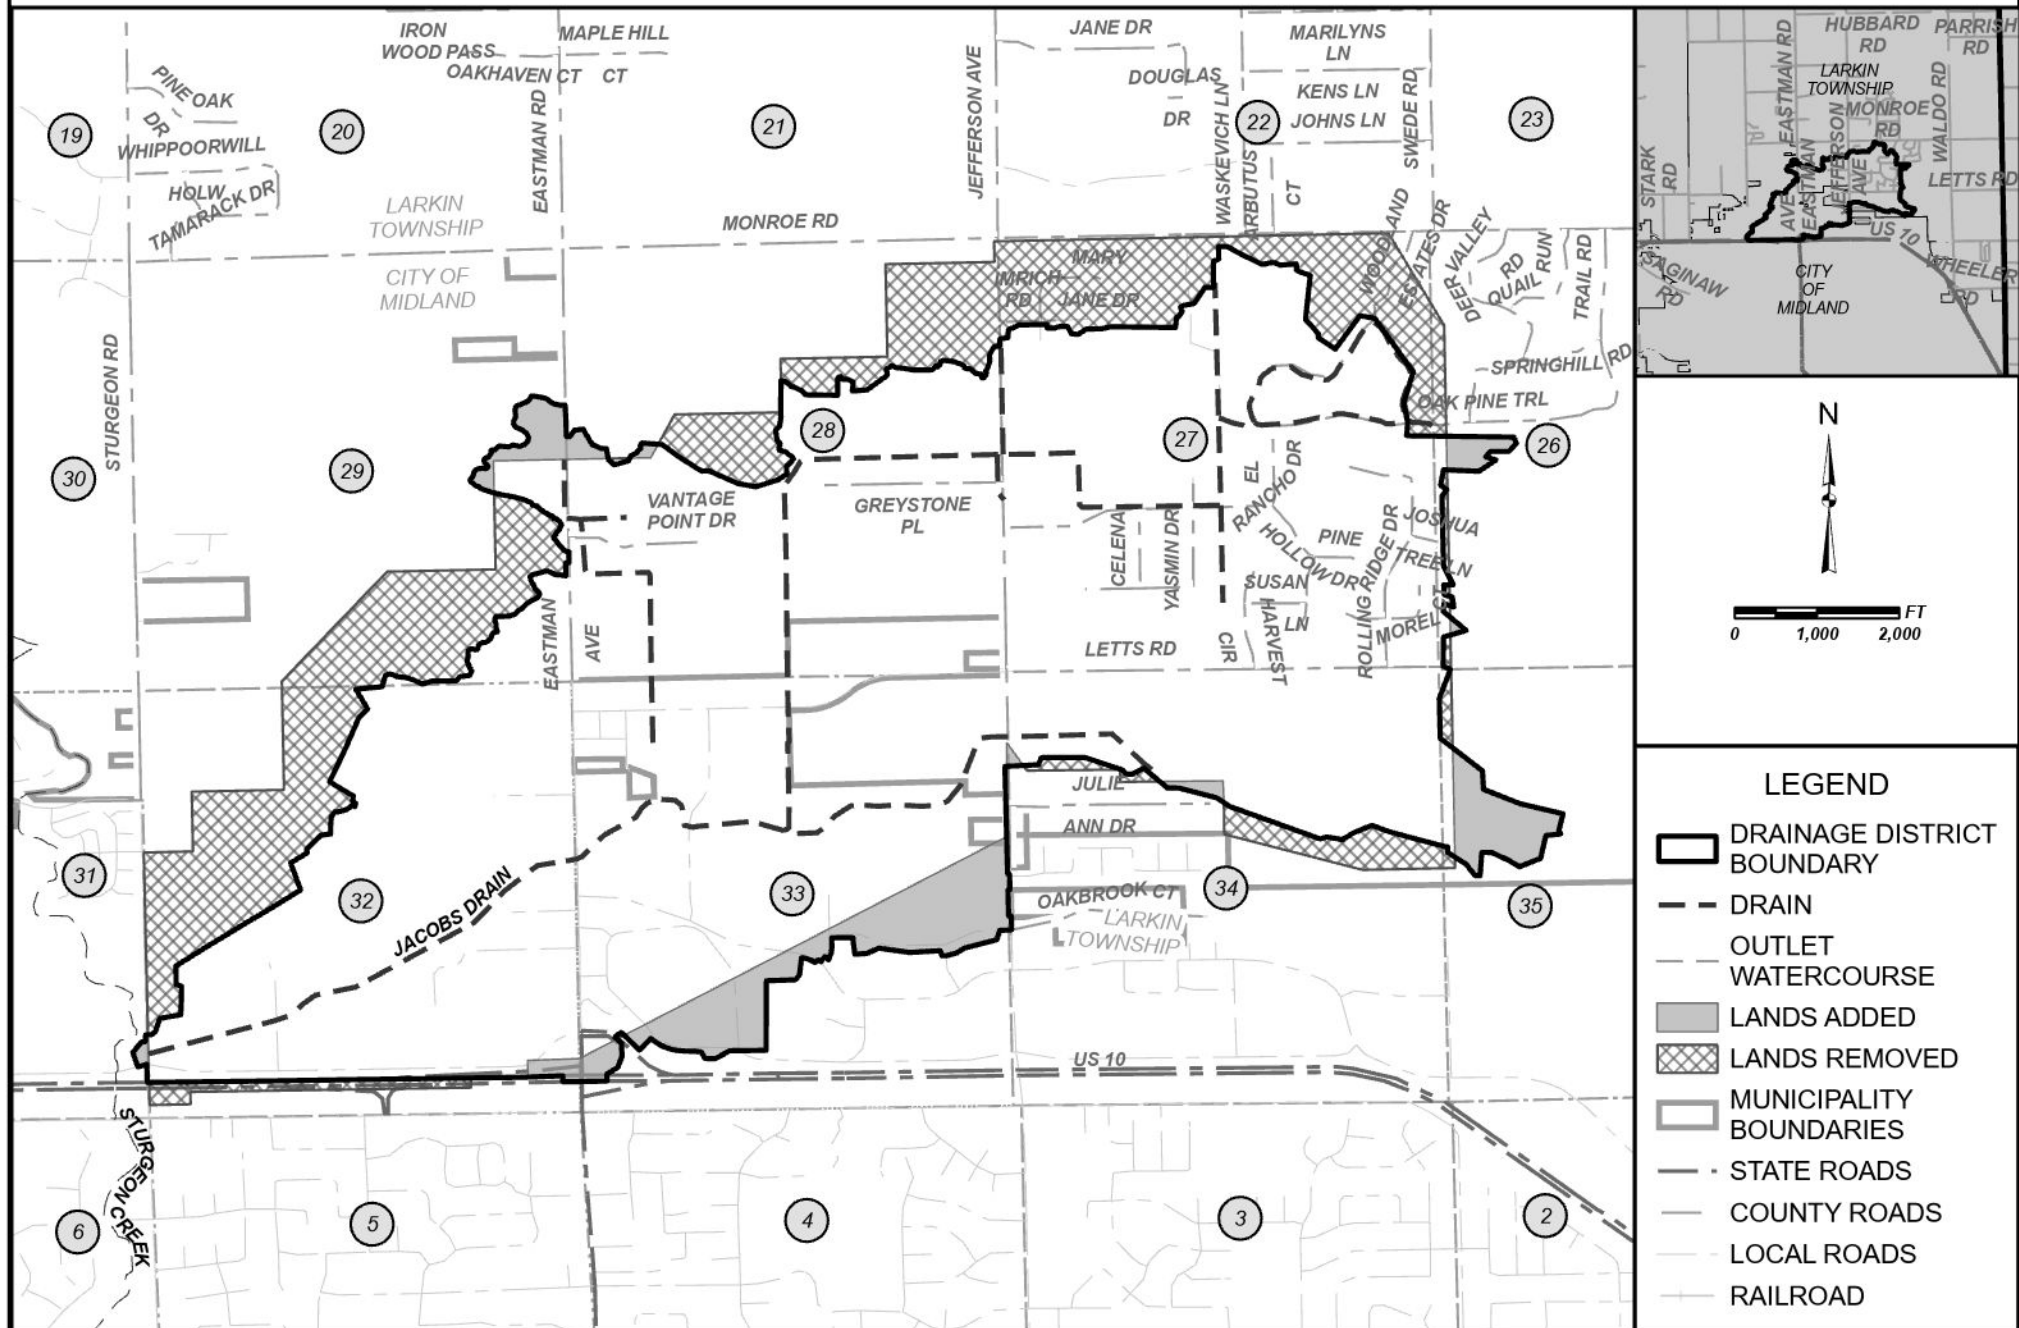 IRON
WOOD PASS
MAPLE HILL
OAKHAVEN CT
CT
JANE DR
MARILYNS
LN
PINE OAK
DR
WHIPPOORWILL
HOLW
TAMARACK DR
EASTMAN RD
JEFFERSON AVE
DOUGLAS
DR
WASKEVICH LN
ARBUTUS
CT
KENS LN
JOHNS LN
SWEDE RD
19
20
21
22
23
LARKIN
TOWNSHIP
MONROE RD
CITY OF
MIDLAND
STURGEON RD
MARY
JANE DR
IMRICH
RD
WOODLAND
ESTATES DR
DEER VALLEY
RD
QUAIL RUN
TRAIL RD
SPRINGHILL RD
OAK PINE TRL
30
29
28
27
26
VANTAGE
POINT DR
GREYSTONE
PL
CELENA
YASMIN DR
EL
RANCHO DR
HOLLOW DR
PINE
JOSHUA
TREE LN
SUSAN
LN
HARVEST
CIR
ROLLING RIDGE DR
MOREL CT
EASTMAN
AVE
LETTS RD
JULIE
ANN DR
OAKBROOK CT
LARKIN
TOWNSHIP
JACOBS DRAIN
31
32
33
34
35
US 10
STURGEON CREEK
6
5
4
3
2
HUBBARD
RD
PARRISH
RD
EASTMAN RD
LARKIN
TOWNSHIP
MONROE
RD
WALDO RD
STARK
RD
EASTMAN
AVE
JEFFERSON
AVE
LETTS RD
US 10
SAGINAW
RD
CITY
OF
MIDLAND
WHEELER
RD
N
FT
0 1,000 2,000
LEGEND
DRAINAGE DISTRICT
BOUNDARY
DRAIN
OUTLET
WATERCOURSE
LANDS ADDED
LANDS REMOVED
MUNICIPALITY
BOUNDARIES
STATE ROADS
COUNTY ROADS
LOCAL ROADS
RAILROAD